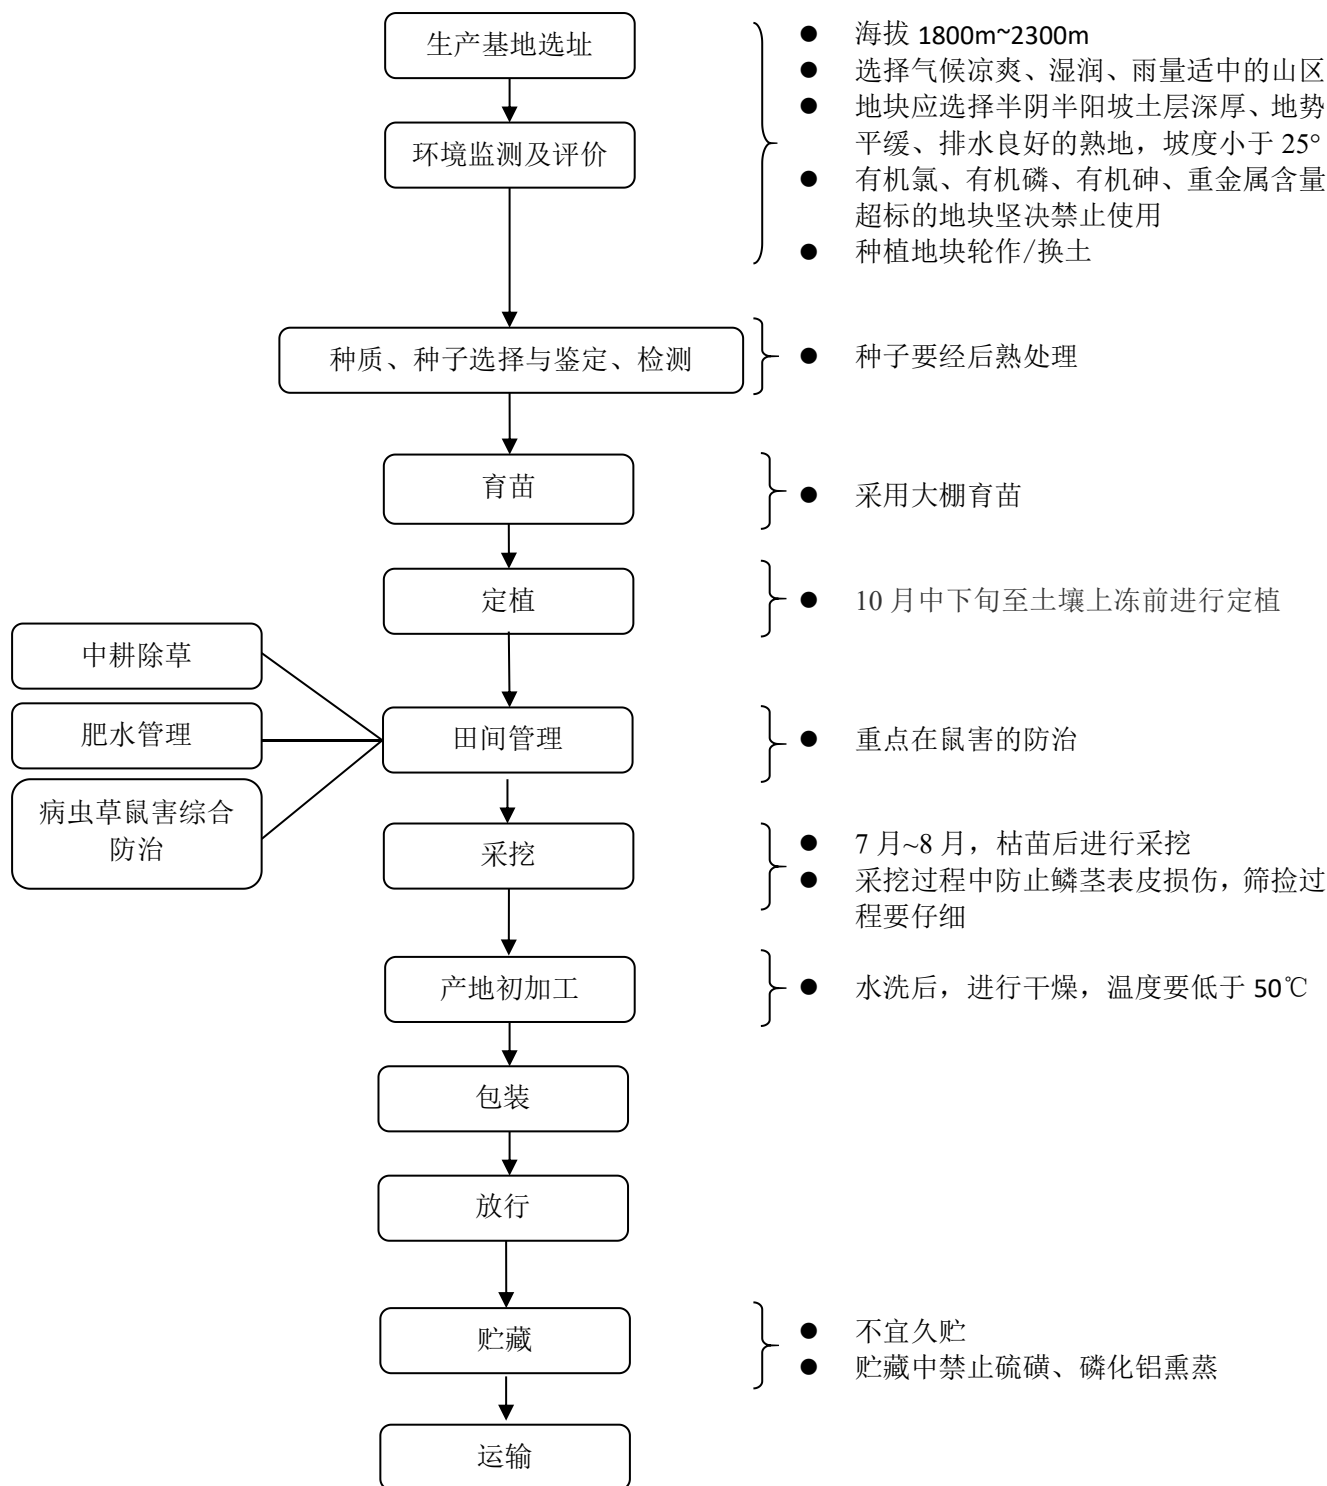 生产基地选址
● 海拔 1800m~2300m
● 选择气候凉爽、湿润、雨量适中的山区
● 地块应选择半阴半阳坡土层深厚、地势
平缓、排水良好的熟地，坡度小于 25°
环境监测及评价
● 有机氯、有机磷、有机砷、重金属含量
超标的地块坚决禁止使用
● 种植地块轮作/换土
种质、种子选择与鉴定、检测
● 种子要经后熟处理
育苗
● 采用大棚育苗
定植
● 10 月中下旬至土壤上冻前进行定植
中耕除草
肥水管理
田间管理
● 重点在鼠害的防治
病虫草鼠害综合
防治
采挖
● 7 月~8 月，枯苗后进行采挖
● 采挖过程中防止鳞茎表皮损伤，筛捡过
程要仔细
产地初加工
● 水洗后，进行干燥，温度要低于 50℃
包装
放行
贮藏
● 不宜久贮
● 贮藏中禁止硫磺、磷化铝熏蒸
运输